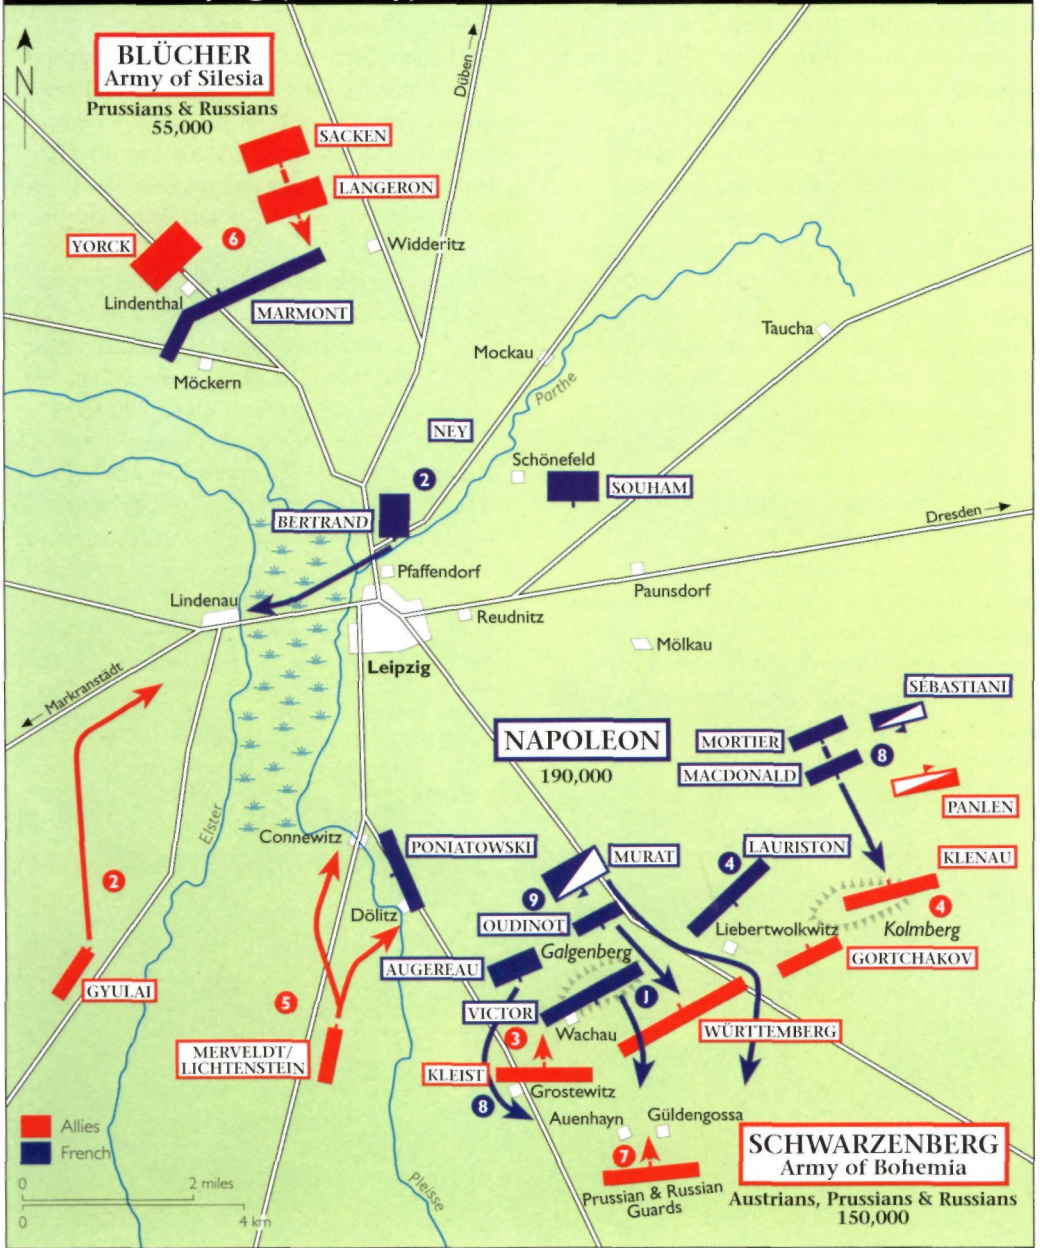 N
BLÜCHER
Army of Silesia
Prussians & Russians
55,000
Düben
SACKEN
LANGERON
YORCK
6
Widderitz
Lindenthal
MARMONT
Möckern
Mockau
Parthe
Taucha
NEY
2
Schönefeld
SOUHAM
BERTRAND
Dresden
Pfaffendorf
Paunsdorf
Lindenau
Reudnitz
Mölkau
Leipzig
Markranstädt
SÉBASTIANI
NAPOLEON
190,000
MORTIER
MACDONALD
8
PANLEN
Elster
Connewitz
PONIATOWSKI
MURAT
4
LAURISTON
KLENAU
2
9
4
Dölitz
OUDINOT
Liebertwolkwitz
Kolmberg
Galgenberg
AUGEREAU
GORTCHAKOV
GYULAI
5
VICTOR
J
Wachau
3
WÜRTTEMBERG
MERVELDT/
LICHTENSTEIN
KLEIST
Grostewitz
8
Auenhayn
Güldengossa
Allies
French
7
SCHWARZENBERG
Army of Bohemia
Austrians, Prussians & Russians
150,000
Prussian & Russian
Guards
Pleisse
0
2 miles
0
4 km